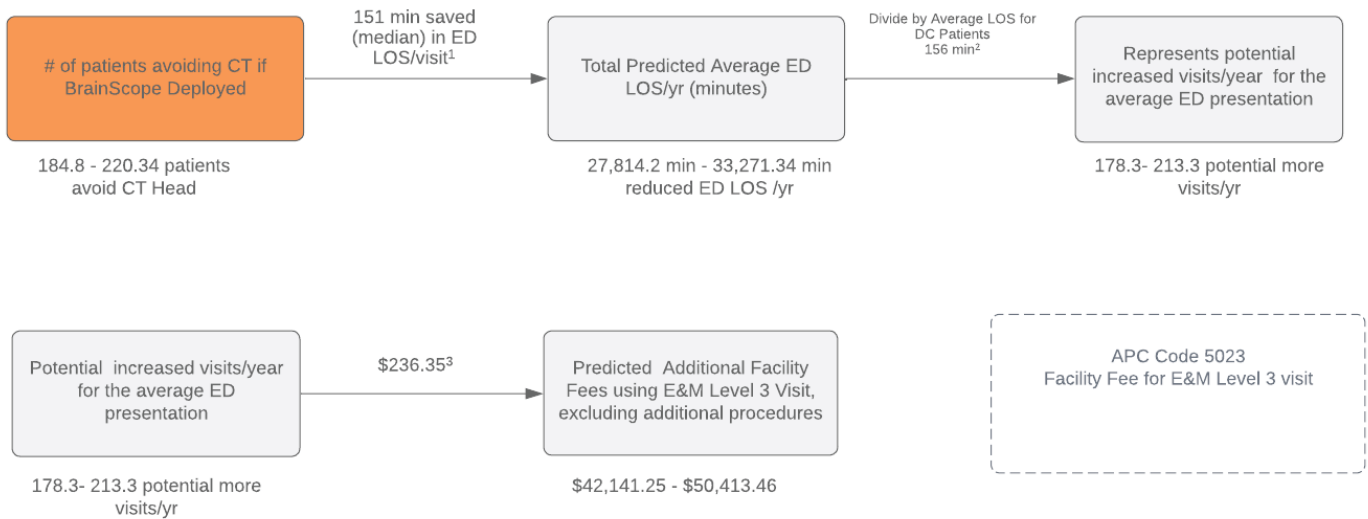 # of patients avoiding CT if
BrainScope Deployed
151 min saved
(median) in ED
LOS/visit¹
Total Predicted Average ED
LOS/yr (minutes)
Divide by Average LOS for
DC Patients
156 min²
Represents potential
increased visits/year for the
average ED presentation
184.8 - 220.34 patients
avoid CT Head
27,814.2 min - 33,271.34 min
reduced ED LOS /yr
178.3- 213.3 potential more
visits/yr
Potential increased visits/year
for the average ED
presentation
$236.35³
Predicted Additional Facility
Fees using E&M Level 3 Visit,
excluding additional procedures
APC Code 5023
Facility Fee for E&M Level 3 visit
178.3- 213.3 potential more
visits/yr
$42,141.25 - $50,413.46